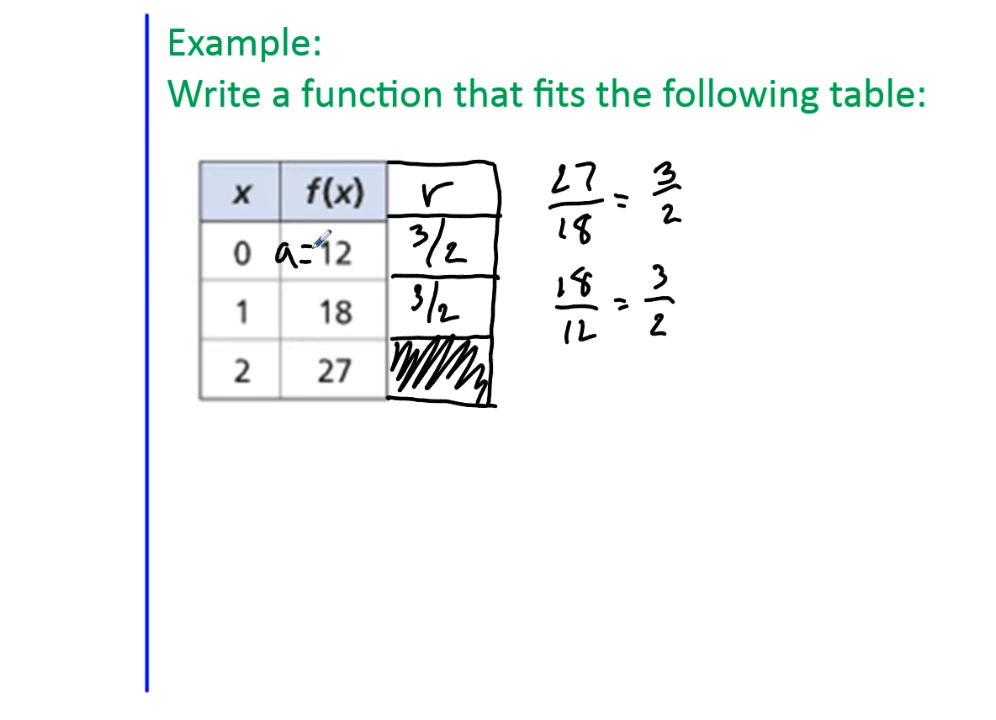 Example:
Write a function that fits the following table:
x f(x) r
0 a=12 3/2
1 18 3/2
2 27
27/18 = 3/2
18/12 = 3/2